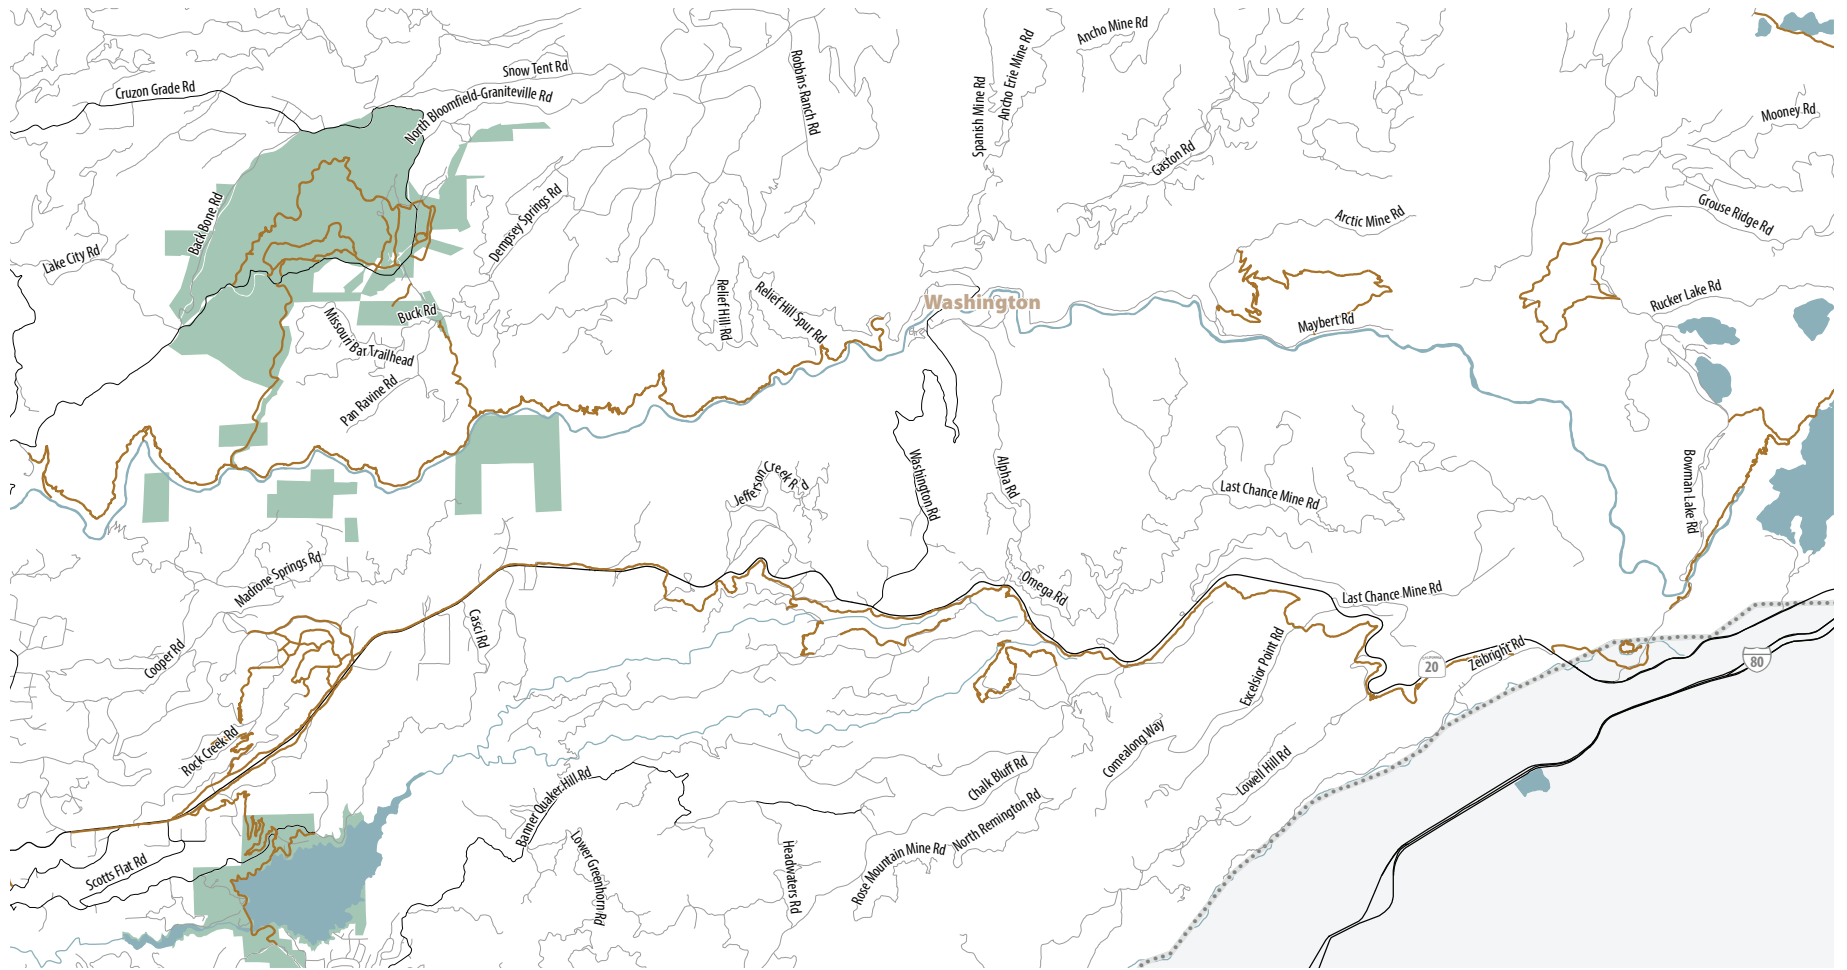 Ancho Mine Rd
Snow Tent Rd
Cruzon Grade Rd
North Bloomfield-Graniteville Rd
Robbins Ranch Rd
Spanish Mine Rd
Ancho Erie Mine Rd
Mooney Rd
Gaston Rd
Back Bone Rd
Dempsey Springs Rd
Arctic Mine Rd
Grouse Ridge Rd
Lake City Rd
Relief Hill Rd
Relief Hill Spur Rd
Washington
Rucker Lake Rd
Buck Rd
Maybert Rd
Missouri Bar Trailhead
Pan Ravine Rd
Jefferson Creek Rd
Washington Rd
Alpha Rd
Last Chance Mine Rd
Bowman Lake Rd
Madrone Springs Rd
Omega Rd
Last Chance Mine Rd
Casci Rd
Cooper Rd
Excelsior Point Rd
20
Zeibright Rd
80
Rock Creek Rd
Comealong Way
Lowell Hill Rd
Chalk Bluff Rd
Banner Quaker Hill Rd
North Remington Rd
Scotts Flat Rd
Lower Greenhorn Rd
Headwaters Rd
Rose Mountain Mine Rd